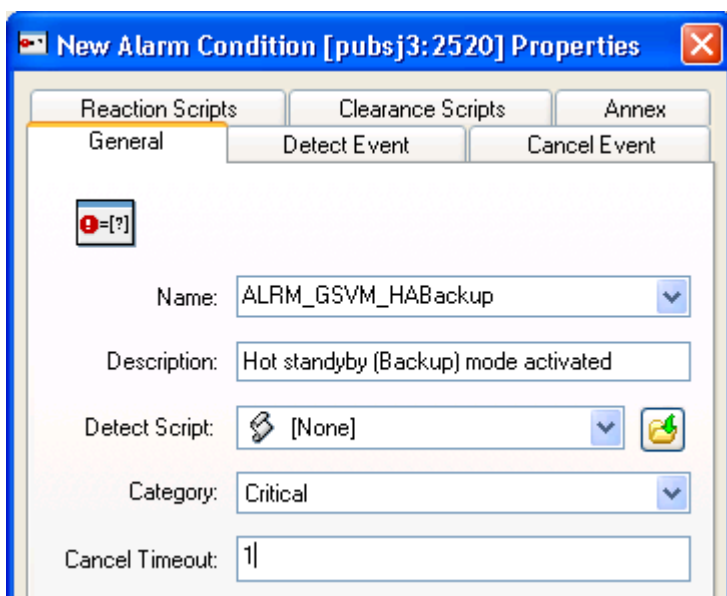 New Alarm Condition [pubsj3:2520] Properties
Reaction Scripts Clearance Scripts Annex
General Detect Event Cancel Event
!=[?]
Name: ALRM_GSVM_HABackup
Description: Hot standyby (Backup) mode activated
Detect Script: [None]
Category: Critical
Cancel Timeout: 1